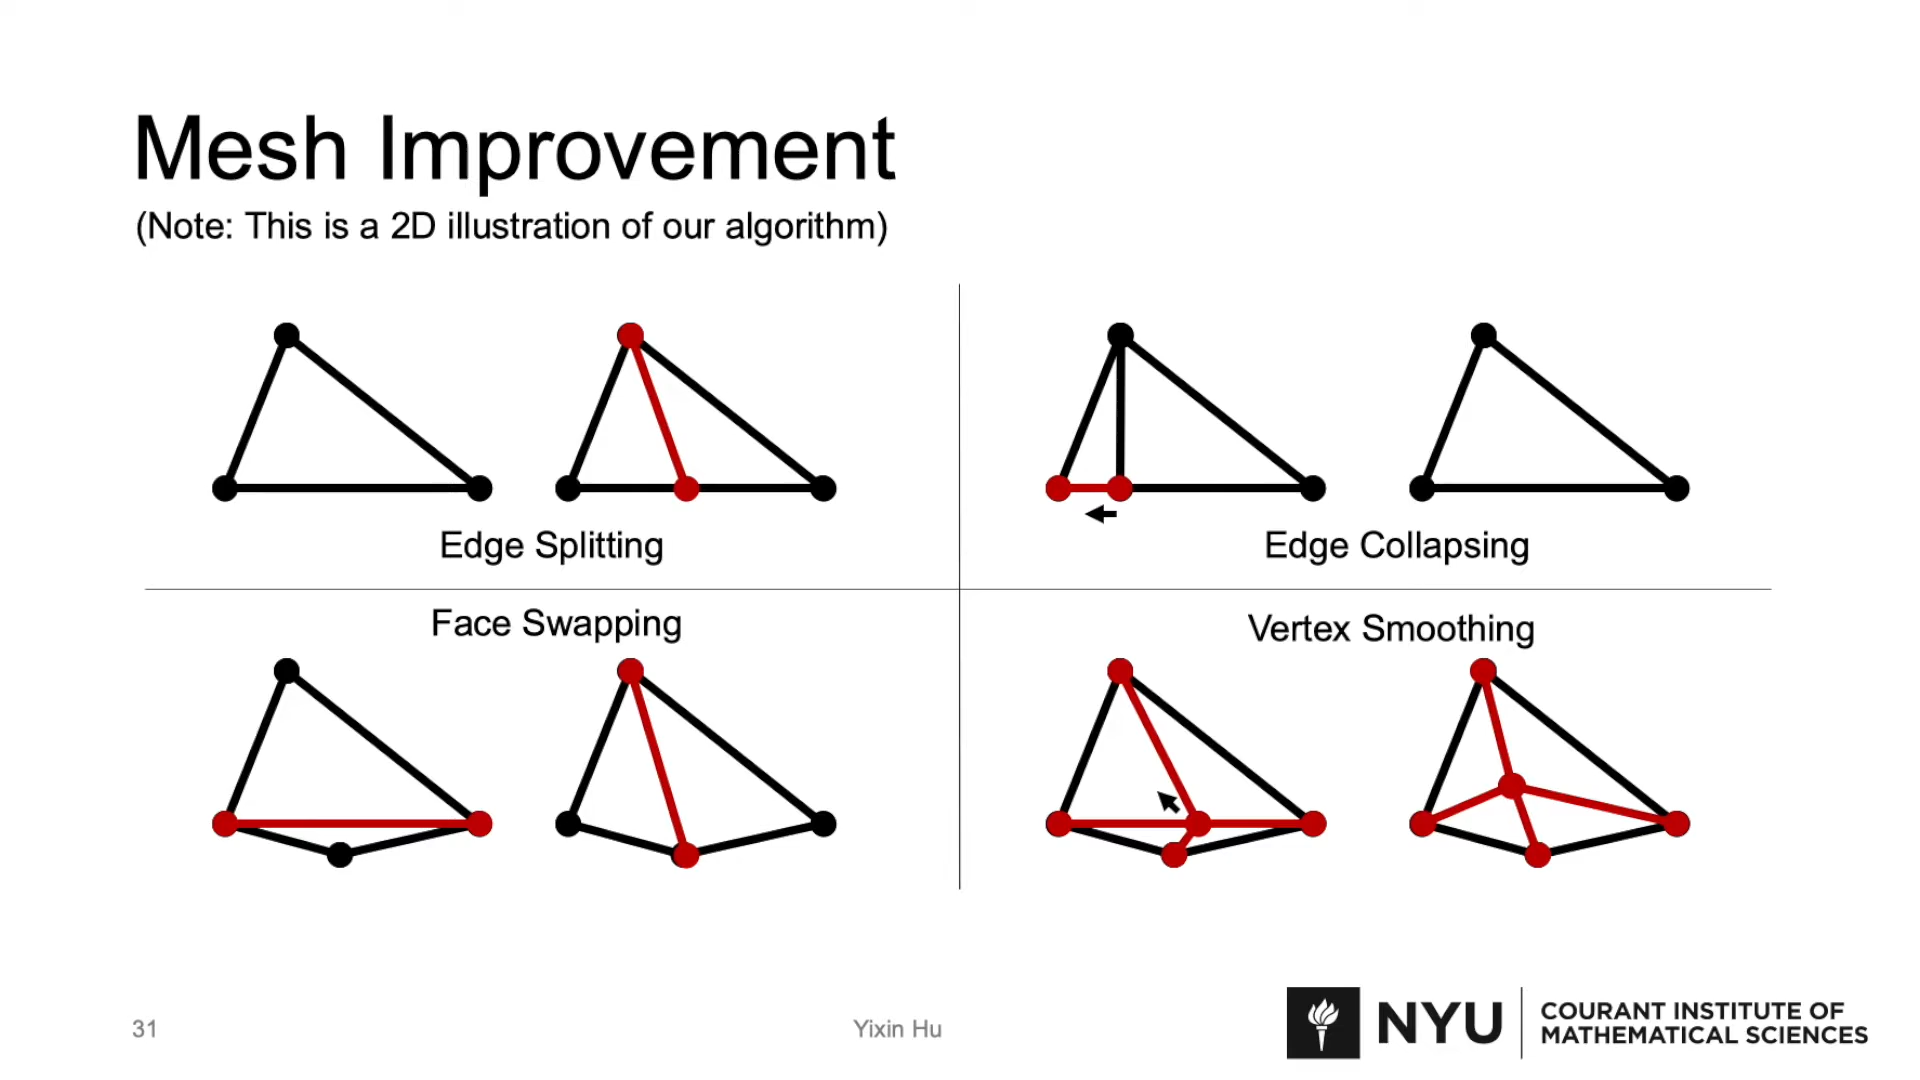 Mesh Improvement
(Note: This is a 2D illustration of our algorithm)
Edge Splitting
Edge Collapsing
Face Swapping
Vertex Smoothing
31
Yixin Hu
NYU
COURANT INSTITUTE OF
MATHEMATICAL SCIENCES